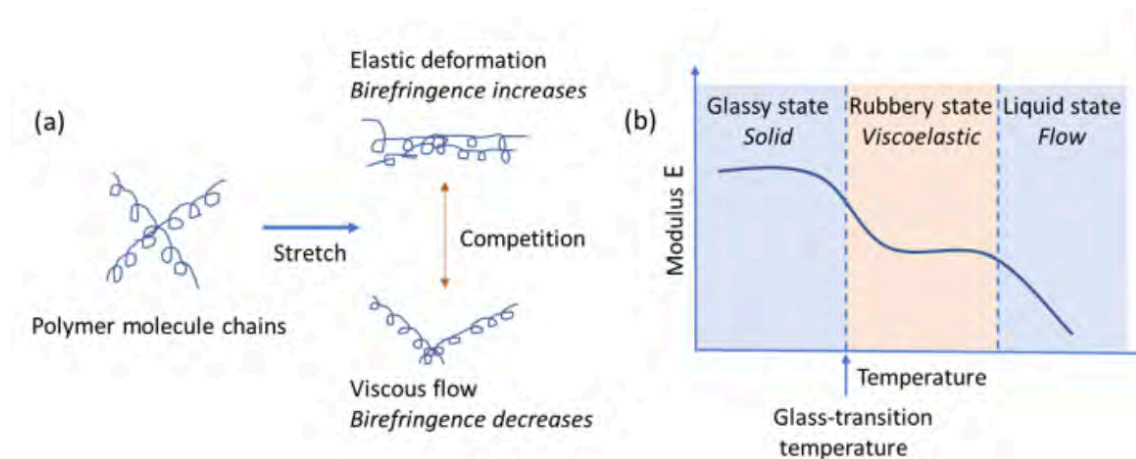 (a)
Elastic deformation
Birefringence increases
Stretch
Competition
Polymer molecule chains
Viscous flow
Birefringence decreases
(b)
Modulus E
Glassy state
Solid
Rubbery state
Viscoelastic
Liquid state
Flow
Temperature
Glass-transition
temperature